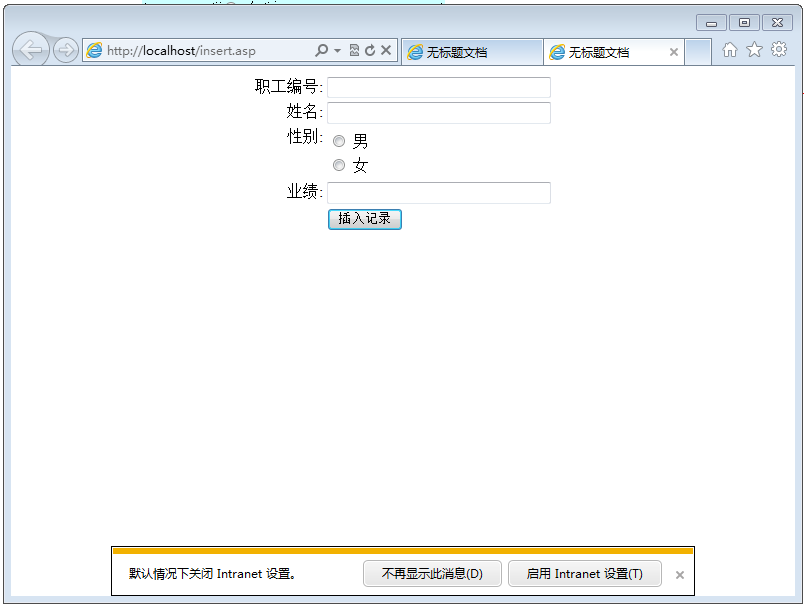 http://localhost/insert.asp
无标题文档
无标题文档
职工编号:
姓名:
性别:
男
女
业绩:
插入记录
默认情况下关闭 Intranet 设置。
不再显示此消息(D)
启用 Intranet 设置(T)